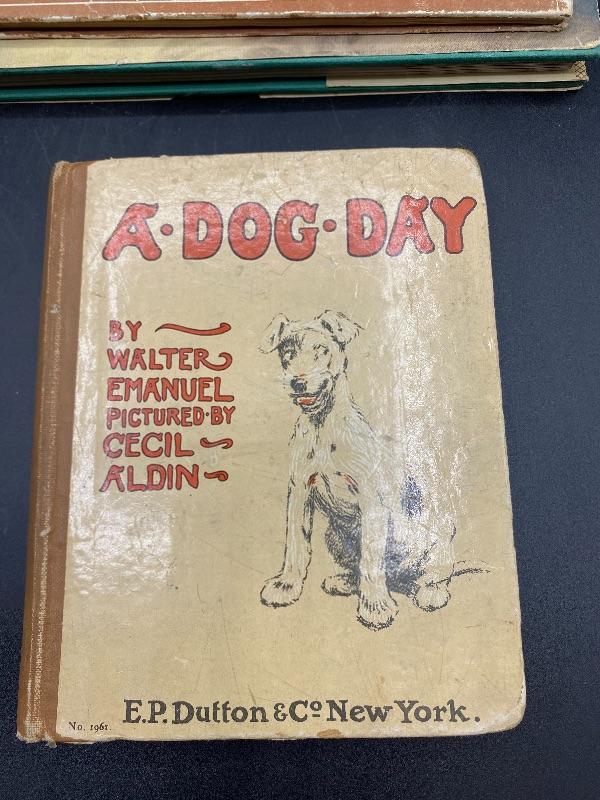 A·DOG·DAY
BY
WALTER
EMANUEL
PICTURED·BY
CECIL
ALDIN
E.P. Dutton & Co New York.
No. 1961.